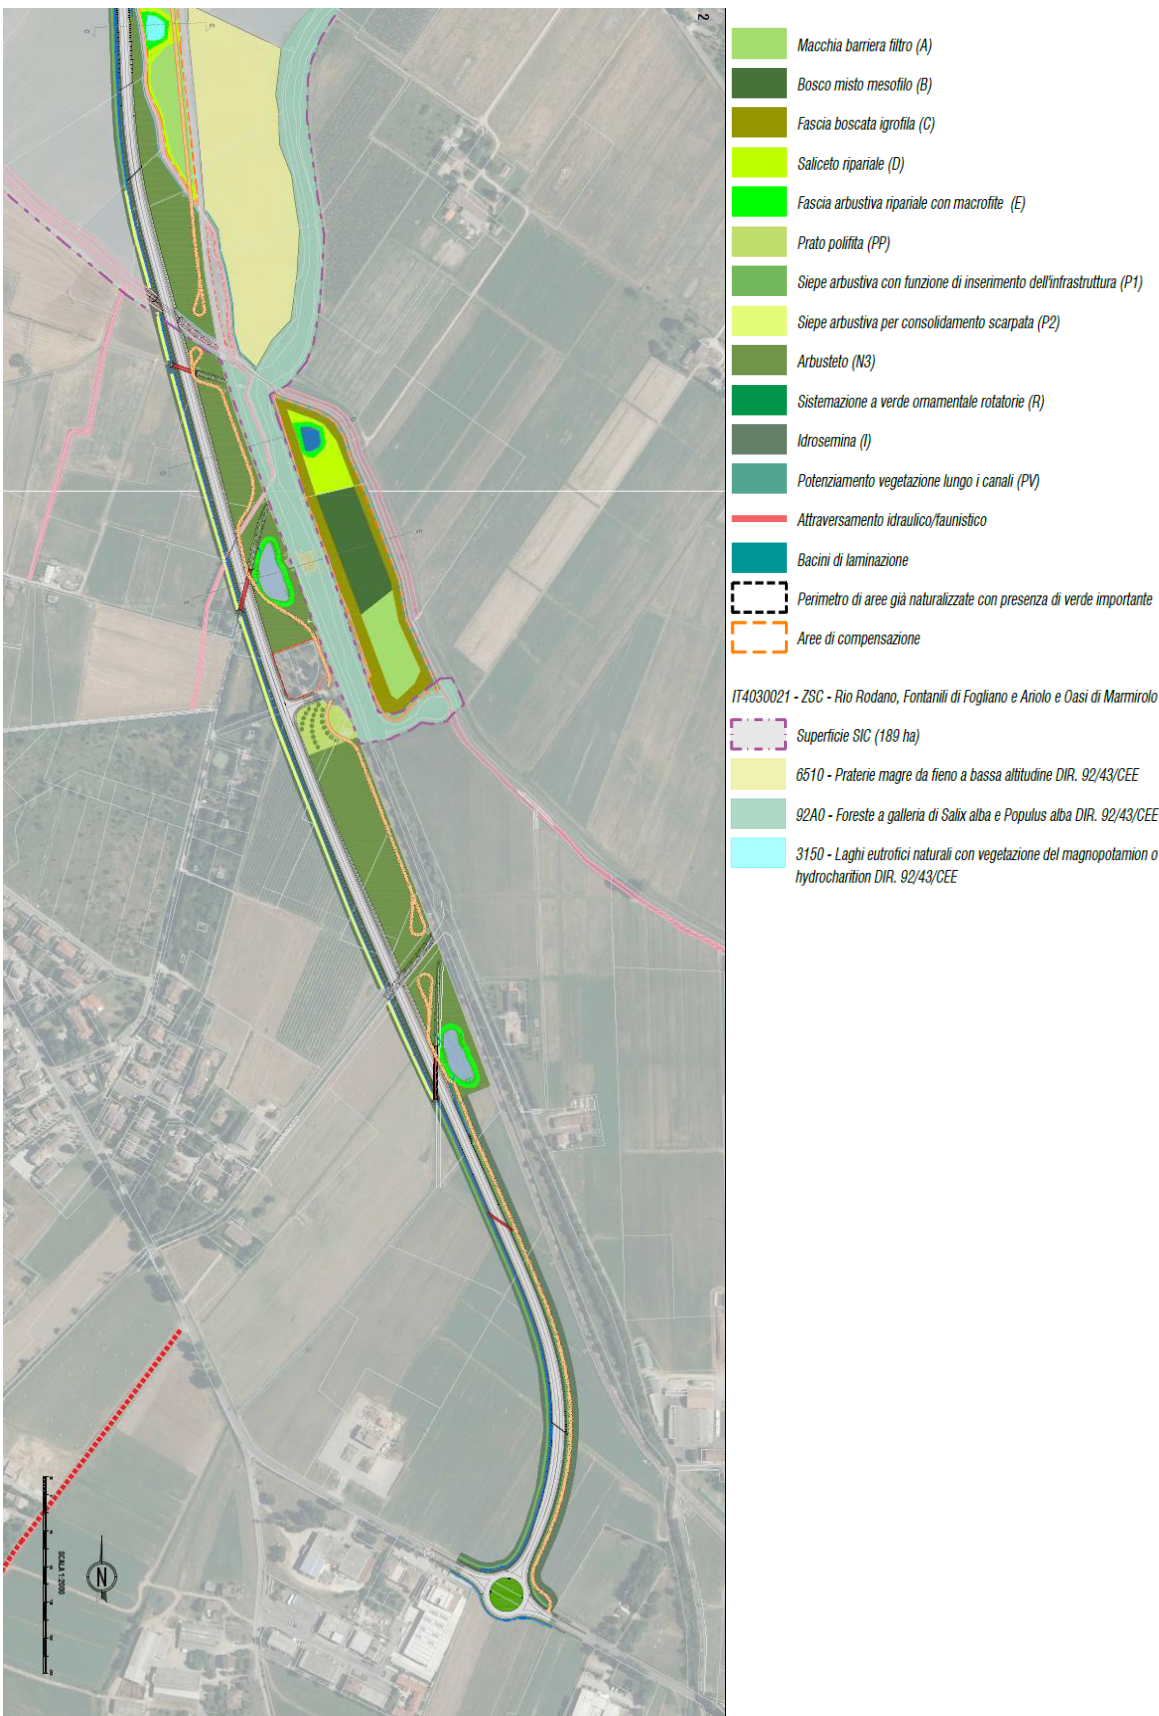 2
Macchia barriera filtro (A)
Bosco misto mesofilo (B)
Fascia boscata igrofila (C)
Saliceto ripariale (D)
Fascia arbustiva ripariale con macrofite (E)
Prato polifita (PP)
Siepe arbustiva con funzione di inserimento dell'infrastruttura (P1)
Siepe arbustiva per consolidamento scarpata (P2)
Arbusteto (N3)
Sistemazione a verde ornamentale rotatorie (R)
Idrosemina (I)
Potenziamento vegetazione lungo i canali (PV)
Attraversamento idraulico/faunistico
Bacini di laminazione
Perimetro di aree già naturalizzate con presenza di verde importante
Aree di compensazione
IT4030021 - ZSC - Rio Rodano, Fontanili di Fogliano e Ariolo e Oasi di Marmirolo
Superficie SIC (189 ha)
6510 - Praterie magre da fieno a bassa altitudine DIR. 92/43/CEE
92A0 - Foreste a galleria di Salix alba e Populus alba DIR. 92/43/CEE
3150 - Laghi eutrofici naturali con vegetazione del magnopotamion o
hydrocharition DIR. 92/43/CEE
SCALA 1:2000
N